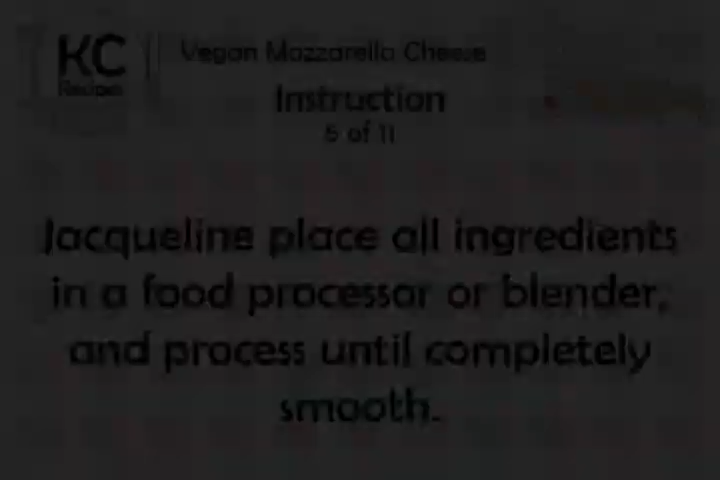 KC
Recipes
Vegan Mozzarella Cheese
Instruction
5 of 11
Jacqueline place all ingredients
in a food processor or blender,
and process until completely
smooth.